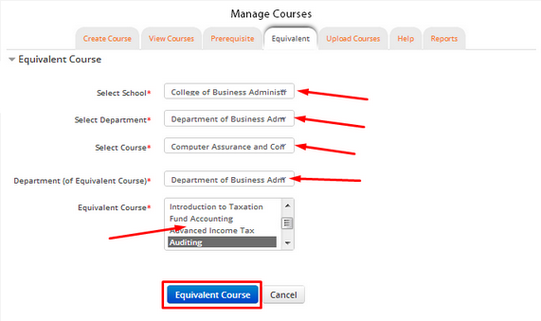 Manage Courses
Create Course View Courses Prerequisite Equivalent Upload Courses Help Reports
Equivalent Course
Select School* College of Business Administ
Select Department* Department of Business Adm
Select Course* Computer Assurance and
Department (of Equivalent Course)* Department of Business Adm
Equivalent Course* Introduction to Taxation
Fund Accounting
Advanced Income Tax
Auditing
Equivalent Course Cancel